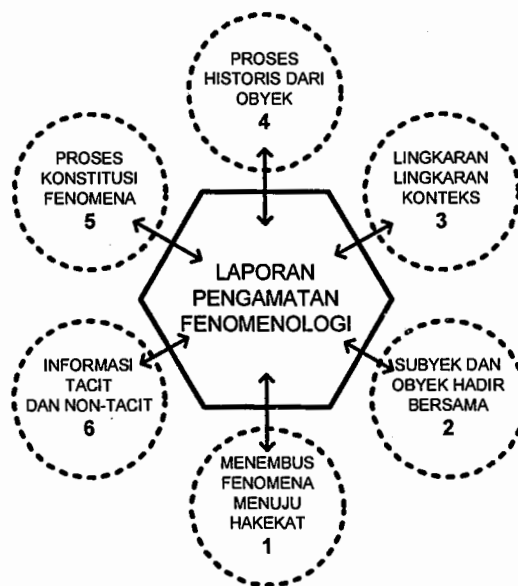 PROSES
HISTORIS DARI
OBYEK
4
PROSES
KONSTITUSI
FENOMENA
5
LINGKARAN
LINGKARAN
KONTEKS
3
LAPORAN
PENGAMATAN
FENOMENOLOGI
INFORMASI
TACIT
DAN NON-TACIT
6
SUBYEK DAN
OBYEK HADIR
BERSAMA
2
MENEMBUS
FENOMENA
MENUJU
HAKEKAT
1